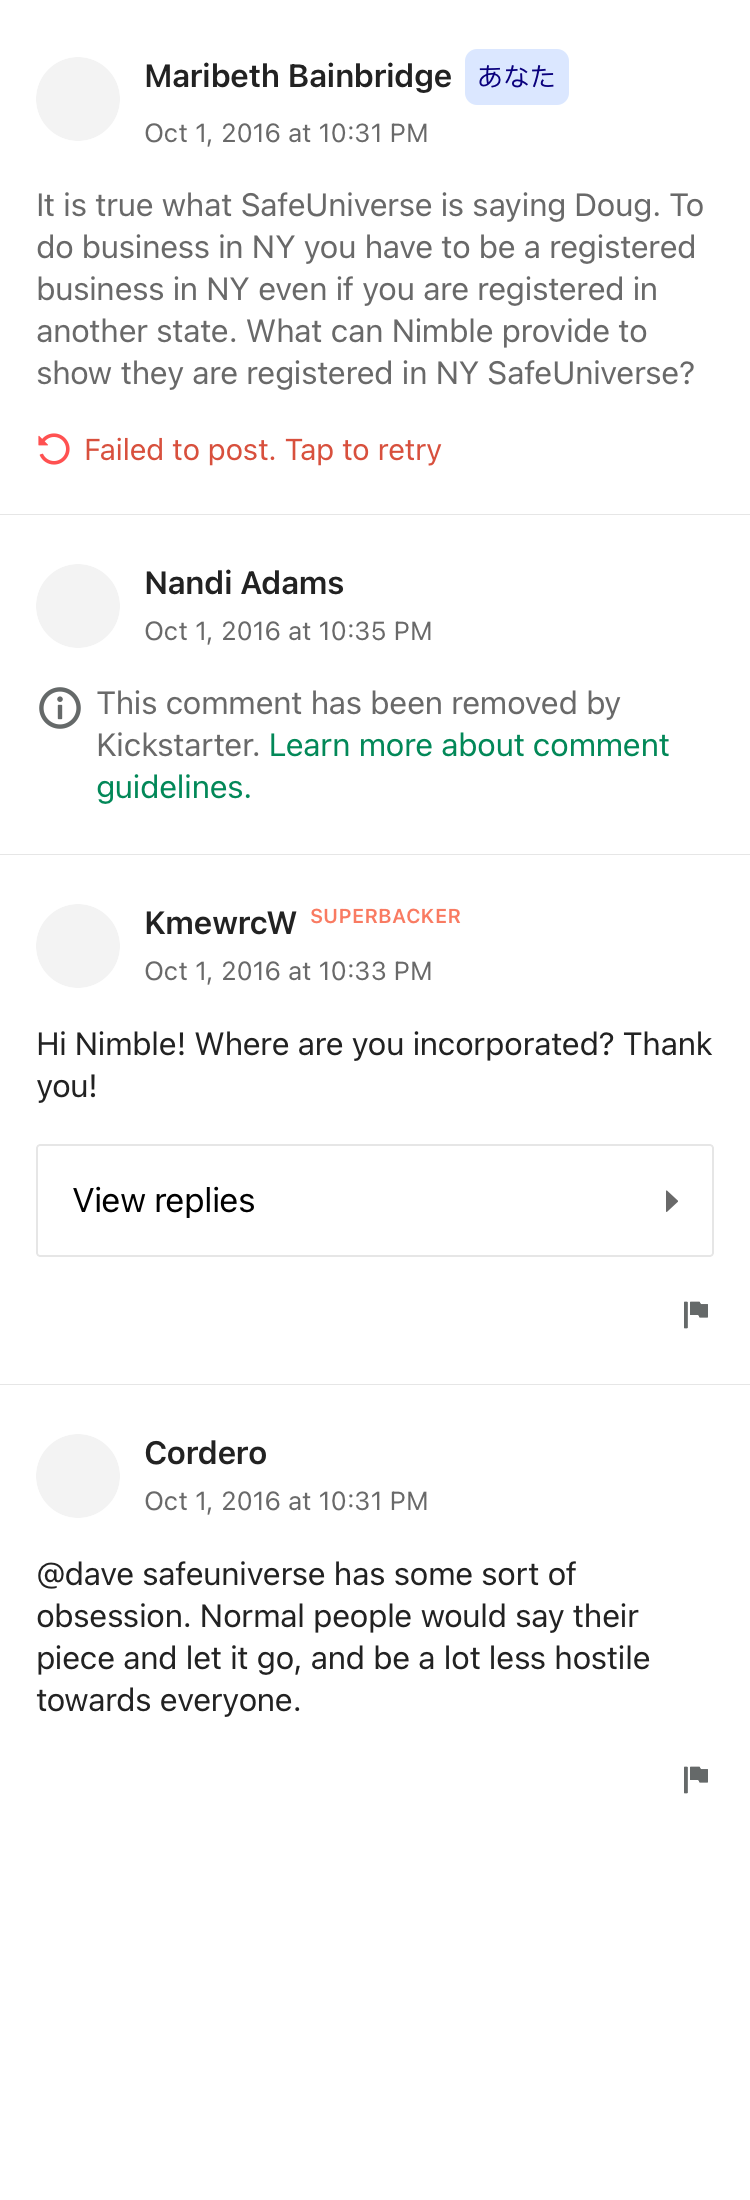 Maribeth Bainbridge あなた
Oct 1, 2016 at 10:31 PM
It is true what SafeUniverse is saying Doug. To
do business in NY you have to be a registered
business in NY even if you are registered in
another state. What can Nimble provide to
show they are registered in NY SafeUniverse?
Failed to post. Tap to retry
Nandi Adams
Oct 1, 2016 at 10:35 PM
This comment has been removed by
Kickstarter. Learn more about comment
guidelines.
KmewrcW SUPERBACKER
Oct 1, 2016 at 10:33 PM
Hi Nimble! Where are you incorporated? Thank
you!
View replies
Cordero
Oct 1, 2016 at 10:31 PM
@dave safeuniverse has some sort of
obsession. Normal people would say their
piece and let it go, and be a lot less hostile
towards everyone.